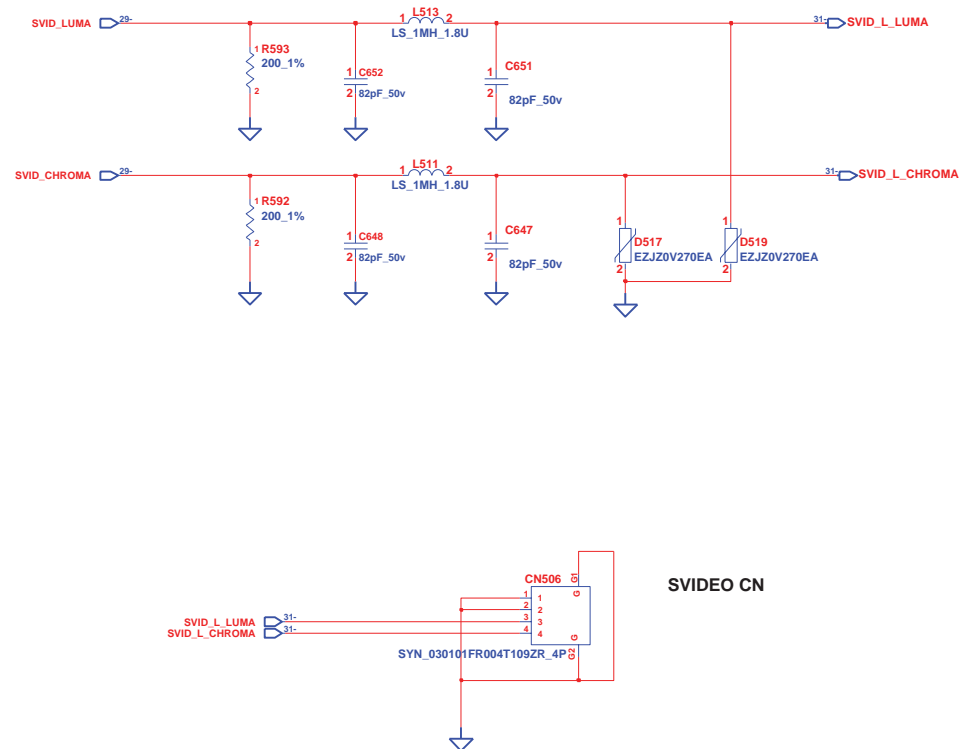 SVID_LUMA 29- 1 L513 2 31- SVID_L_LUMA
LS_1MH_1.8U
1 R593
200_1%
2
1 C652
2 82pF_50v
1 C651
2 82pF_50v
SVID_CHROMA 29- 1 L511 2 31- SVID_L_CHROMA
LS_1MH_1.8U
1 R592
200_1%
2
1 C648
2 82pF_50v
1 C647
2 82pF_50v
1 D517
EZJZ0V270EA
2
1 D519
EZJZ0V270EA
2
SVIDEO CN
CN506 G1
G
1 1
2 2
SVID_L_LUMA 31- 3 3
SVID_L_CHROMA 31- 4 4
G
G2
SYN_030101FR004T109ZR_4P